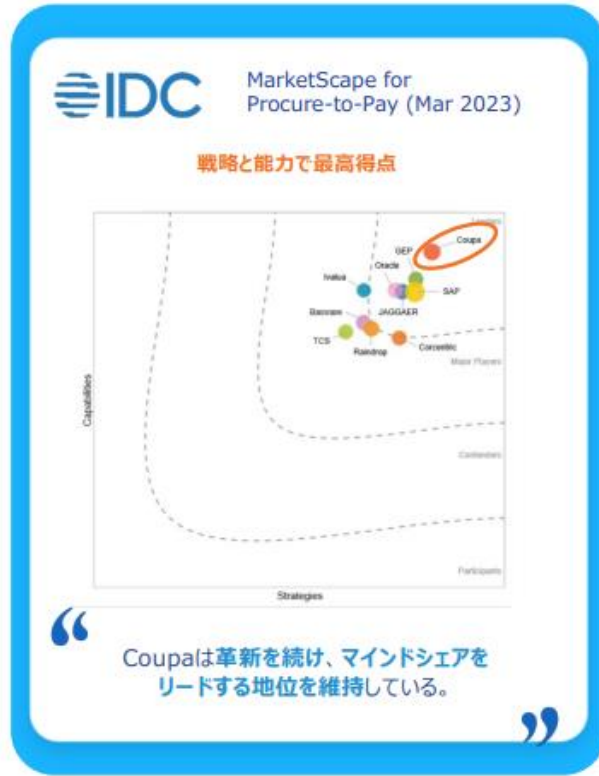 IDC
MarketScape for
Procure-to-Pay (Mar 2023)
戦略と能力で最高得点
Leaders
Coupa
GEP
Oracle
Ivalua
SAP
Basware
JAGGAER
TCS
Raindrop
Corcentric
Major Players
Capabilities
Contenders
Participants
Strategies
“
Coupaは革新を続け、マインドシェアを
リードする地位を維持している。
”